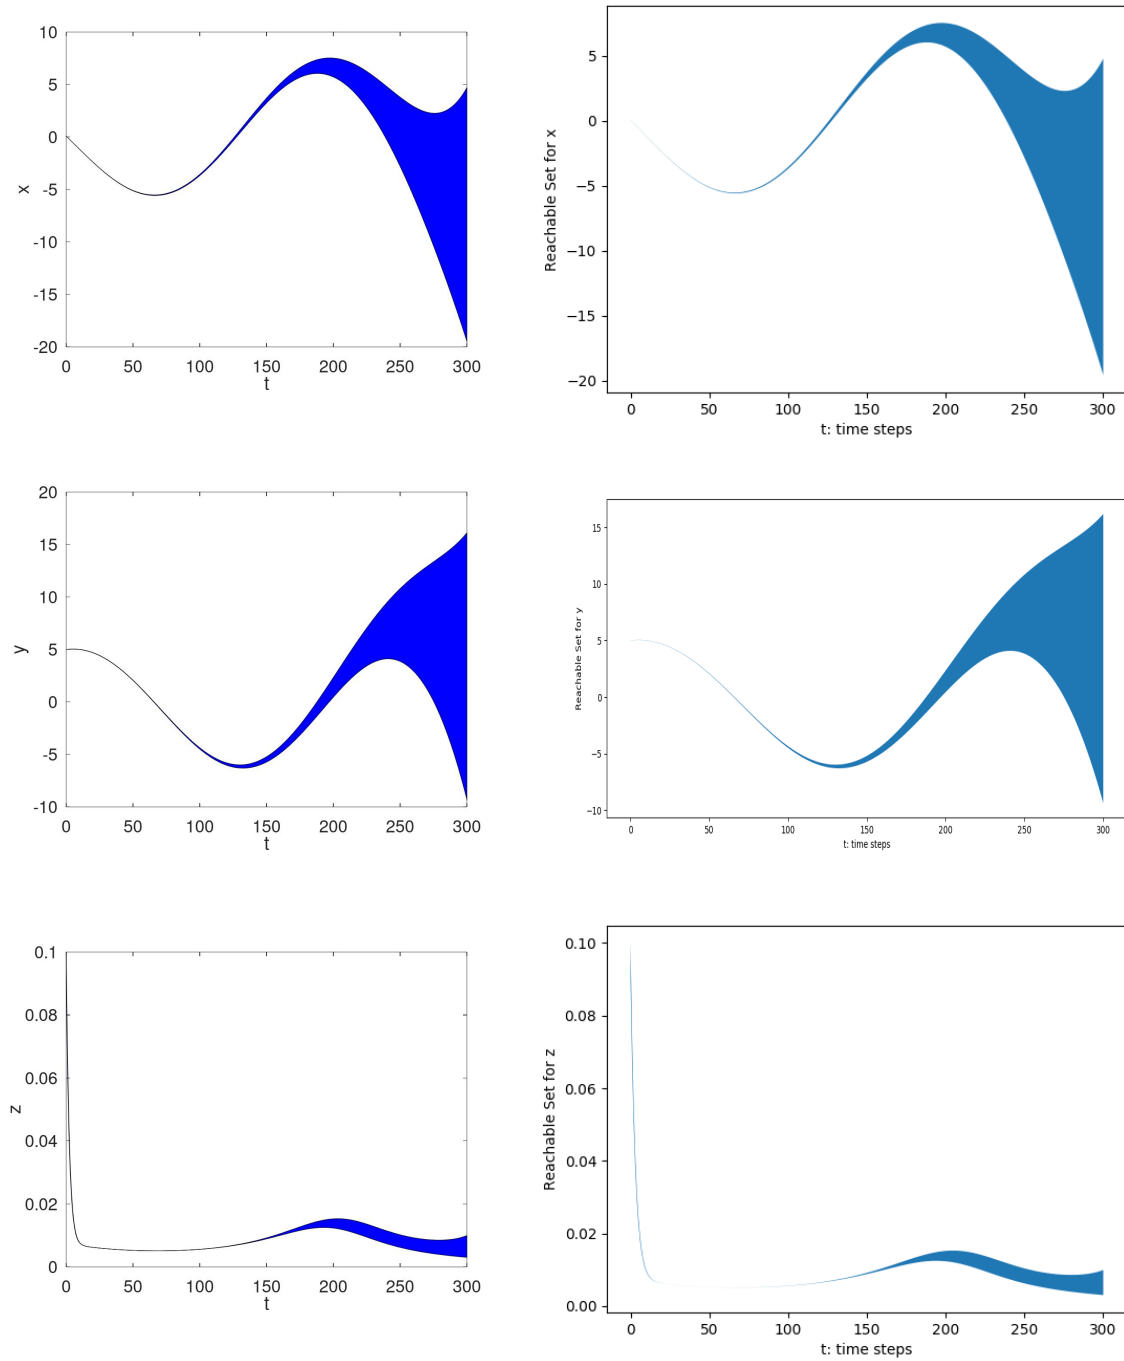 10
5
0
-5
-10
-15
-20
x
0 50 100 150 200 250 300
t
5
0
−5
−10
−15
−20
Reachable Set for x
0 50 100 150 200 250 300
t: time steps
20
15
10
5
0
-5
-10
y
0 50 100 150 200 250 300
t
15
10
5
0
−5
−10
Reachable Set for y
0 50 100 150 200 250 300
t: time steps
0.1
0.08
0.06
0.04
0.02
0
z
0 50 100 150 200 250 300
t
0.10
0.08
0.06
0.04
0.02
0.00
Reachable Set for z
0 50 100 150 200 250 300
t: time steps